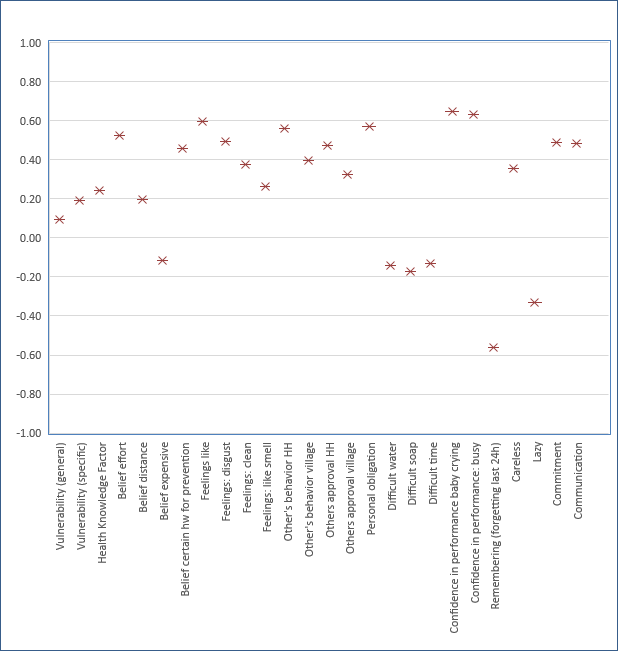 1.00
0.80
0.60
0.40
0.20
0.00
-0.20
-0.40
-0.60
-0.80
-1.00
Vulnerability (general)
Vulnerability (specific)
Health Knowledge Factor
Belief effort
Belief distance
Belief expensive
Belief certain hw for prevention
Feelings like
Feelings: disgust
Feelings: clean
Feelings: like smell
Other's behavior HH
Other's behavior village
Others approval HH
Others approval village
Personal obligation
Difficult water
Difficult soap
Difficult time
Confidence in performance baby crying
Confidence in performance: busy
Remembering (forgetting last 24h)
Careless
Lazy
Commitment
Communication